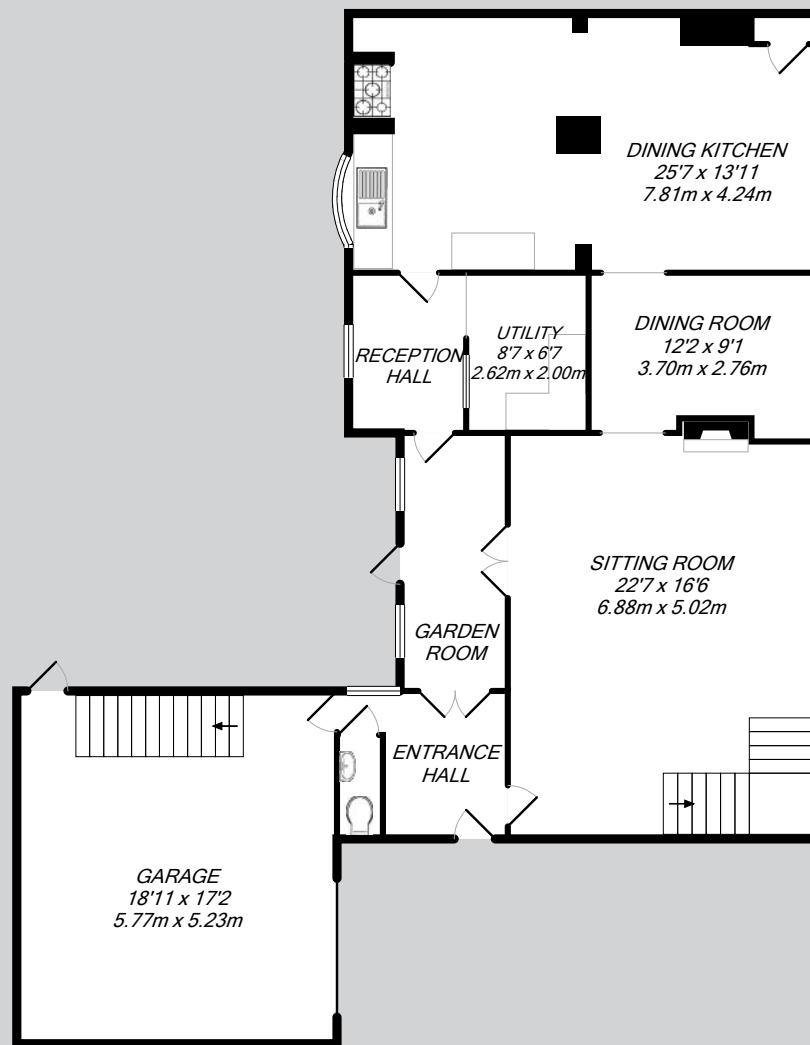 DINING KITCHEN
25'7 x 13'11
7.81m x 4.24m
DINING ROOM
12'2 x 9'1
3.70m x 2.76m
UTILITY
8'7 x 6'7
2.62m x 2.00m
RECEPTION
HALL
SITTING ROOM
22'7 x 16'6
6.88m x 5.02m
GARDEN
ROOM
ENTRANCE
HALL
GARAGE
18'11 x 17'2
5.77m x 5.23m